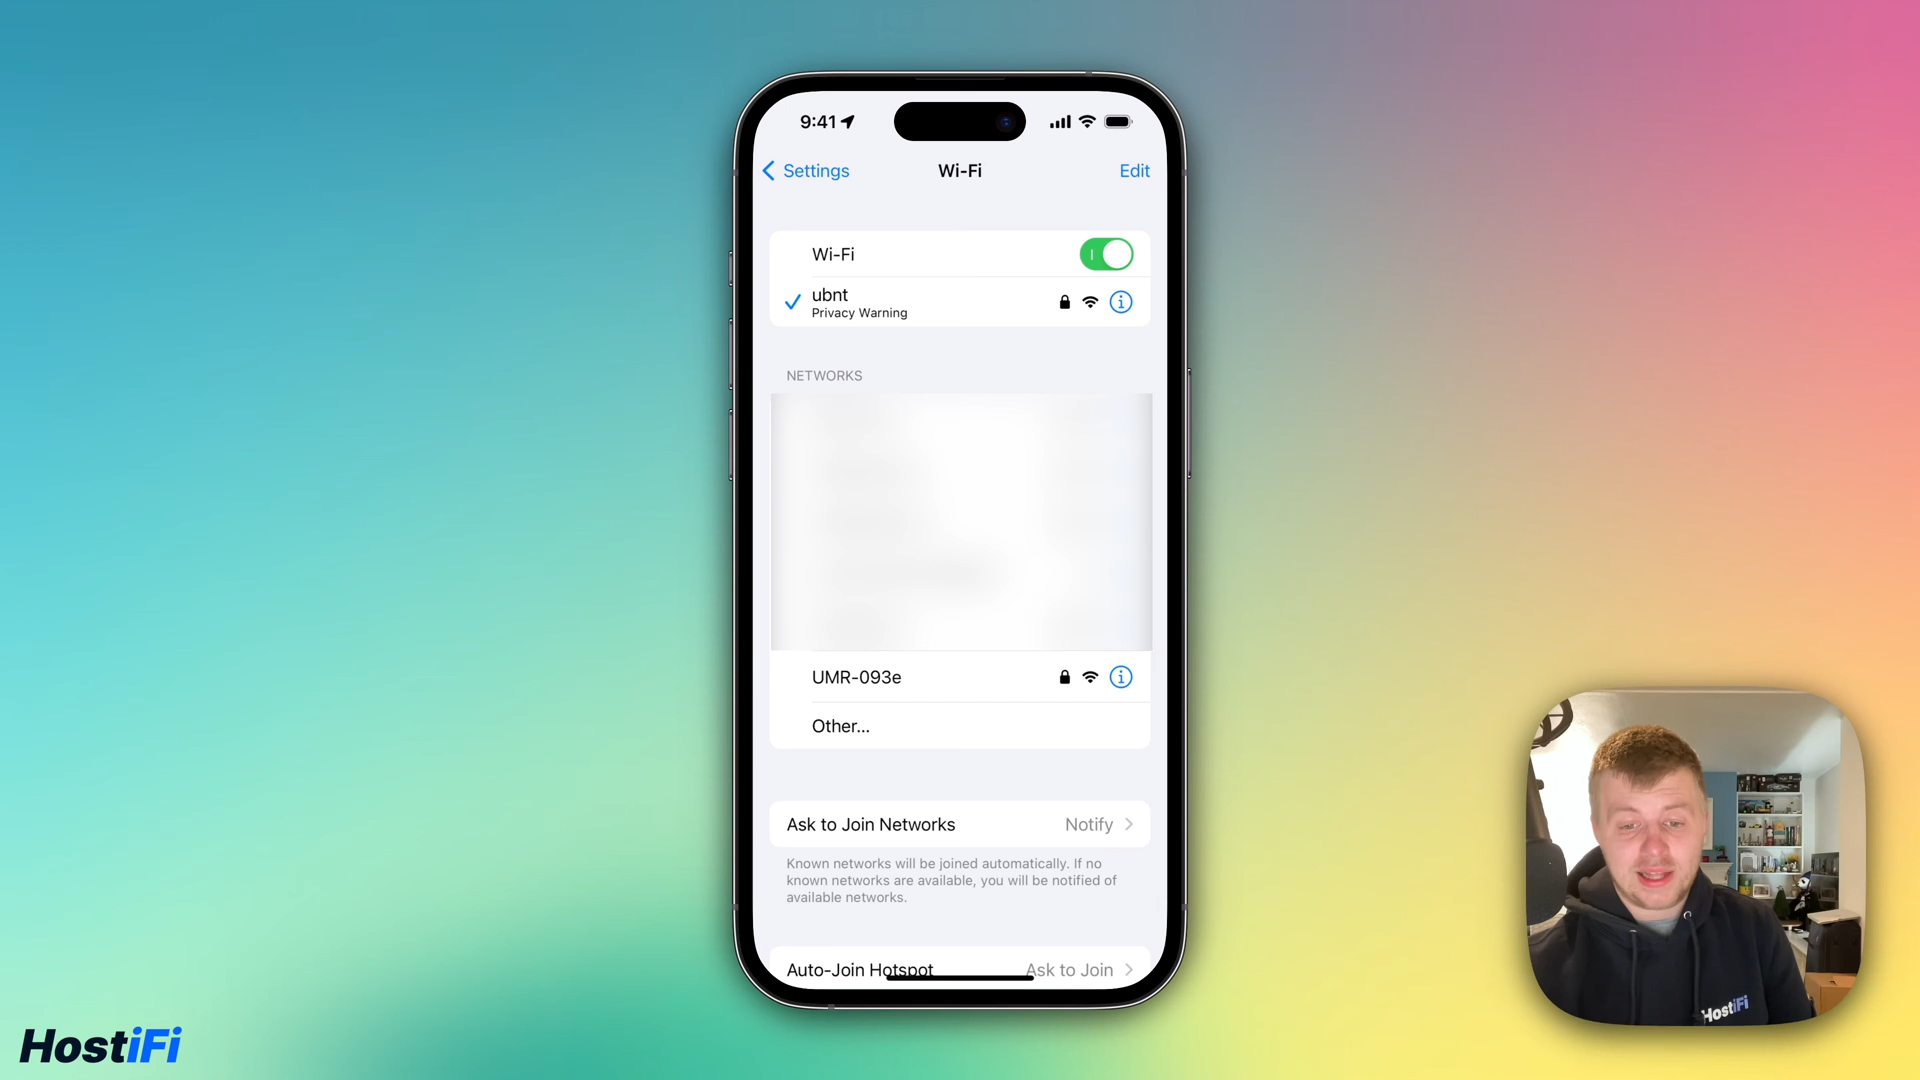 9:41
Settings
Wi-Fi
Edit
Wi-Fi
ubnt
Privacy Warning
NETWORKS
UMR-093e
Other...
Ask to Join Networks
Notify
Known networks will be joined automatically. If no
known networks are available, you will be notified of
available networks.
Auto-Join Hotspot
Ask to Join
HostiFi
HostiFi